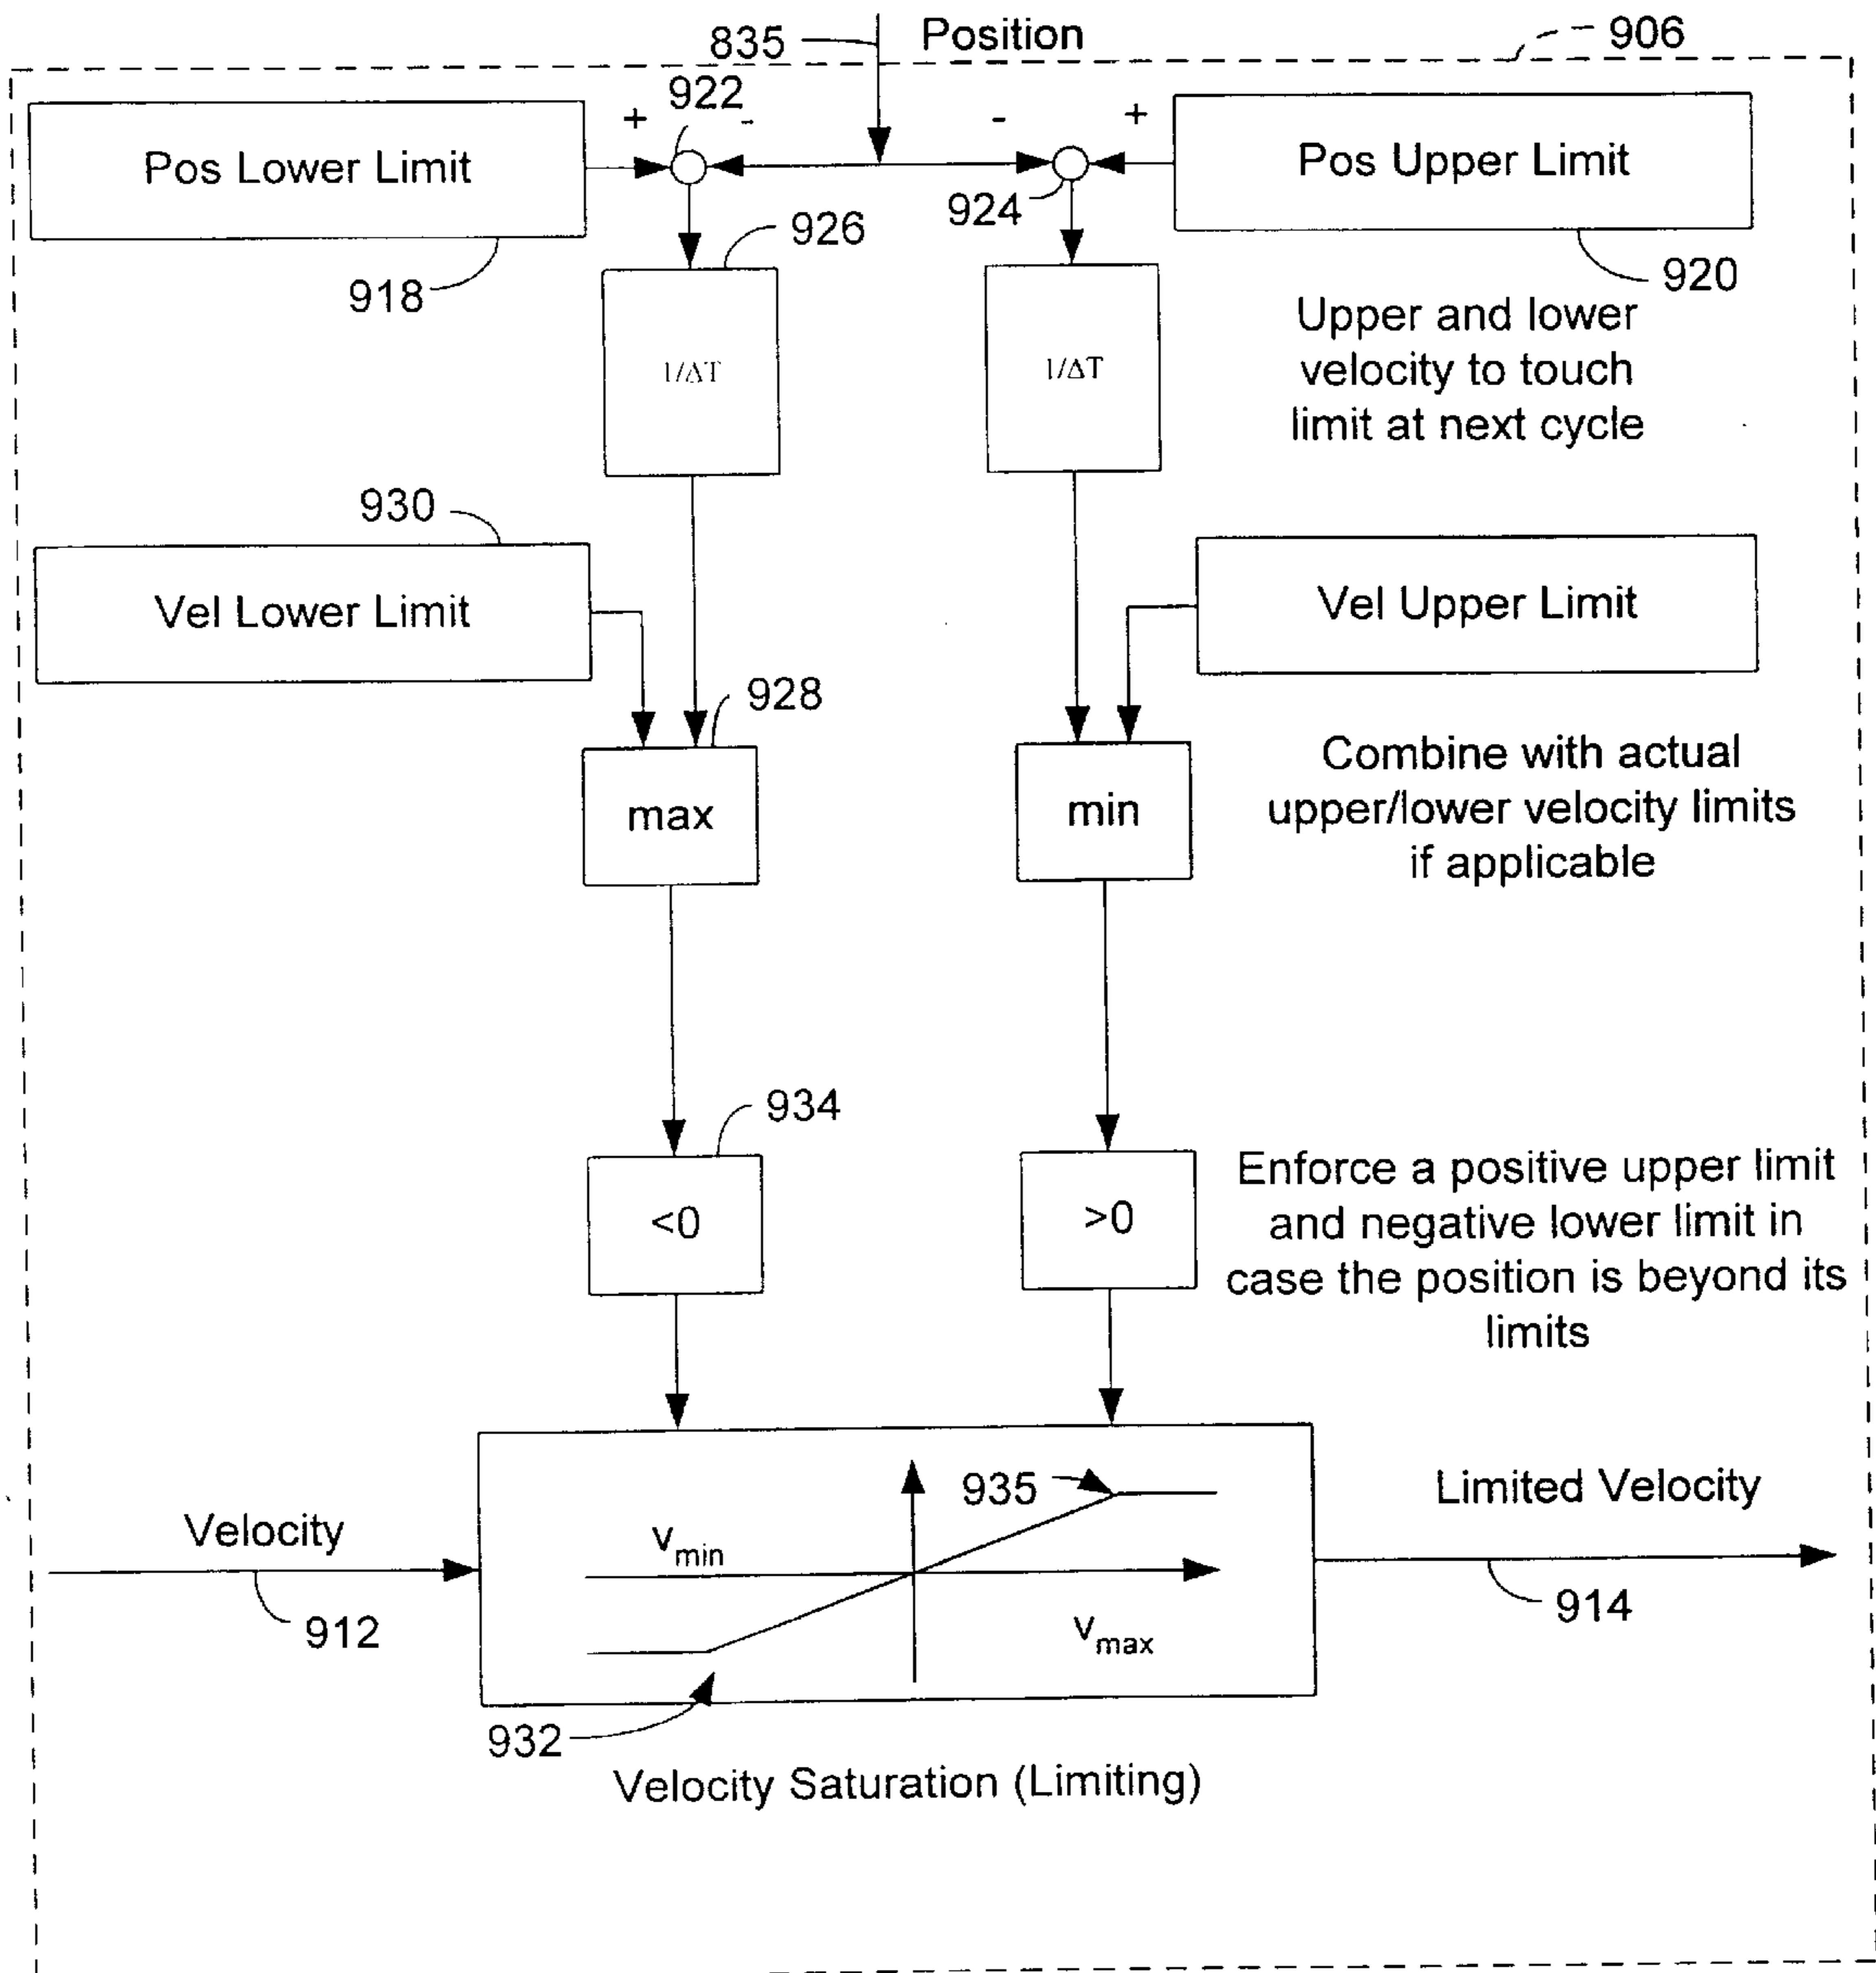 835
Position
906
922
+
-
-
+
Pos Lower Limit
Pos Upper Limit
924
926
918
920
1/ΔT
1/ΔT
Upper and lower
velocity to touch
limit at next cycle
930
Vel Lower Limit
Vel Upper Limit
928
max
min
Combine with actual
upper/lower velocity limits
if applicable
934
<0
>0
Enforce a positive upper limit
and negative lower limit in
case the position is beyond its
limits
935
Limited Velocity
Velocity
vmin
912
vmax
914
932
Velocity Saturation (Limiting)